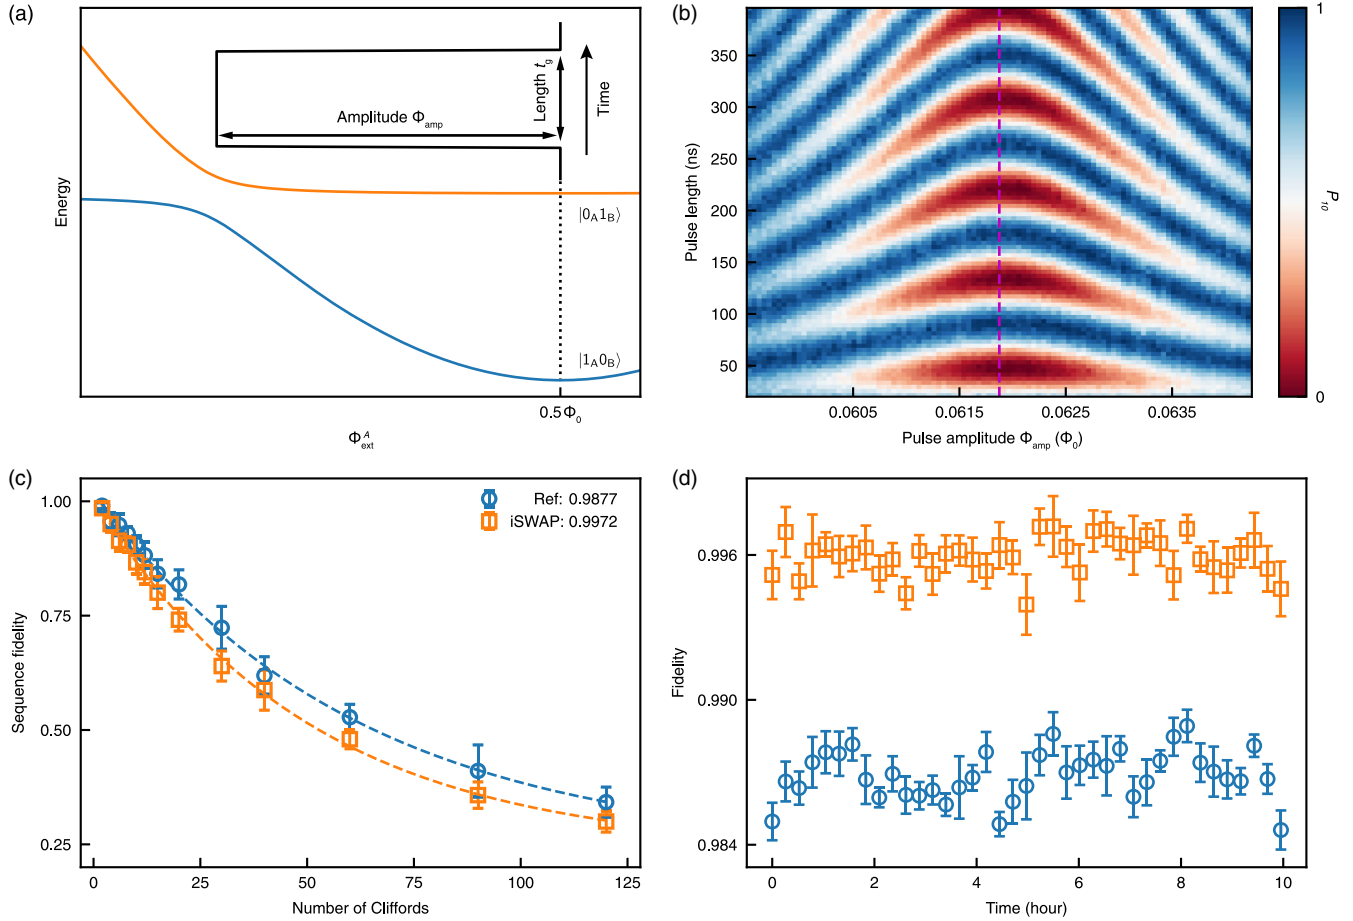 (a)
Energy
Amplitude Φamp
Length tg
Time
|0A1B⟩
|1A0B⟩
0.5Φ0
ΦAext
(b)
Pulse length (ns)
350
300
250
200
150
100
50
0.0605
0.0615
0.0625
0.0635
Pulse amplitude Φamp (Φ0)
1
P10
0
(c)
Sequence fidelity
1.00
0.75
0.50
0.25
Ref: 0.9877
iSWAP: 0.9972
0
25
50
75
100
125
Number of Cliffords
(d)
Fidelity
0.996
0.990
0.984
0
2
4
6
8
10
Time (hour)